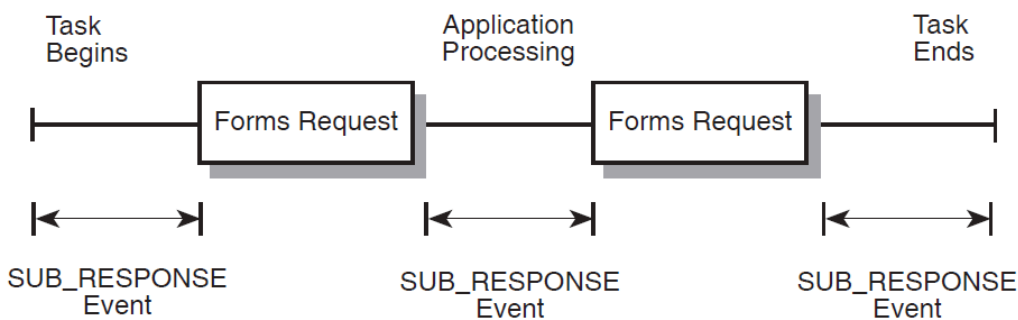 Task
Begins
Application
Processing
Task
Ends
Forms Request
Forms Request
SUB_RESPONSE
Event
SUB_RESPONSE
Event
SUB_RESPONSE
Event